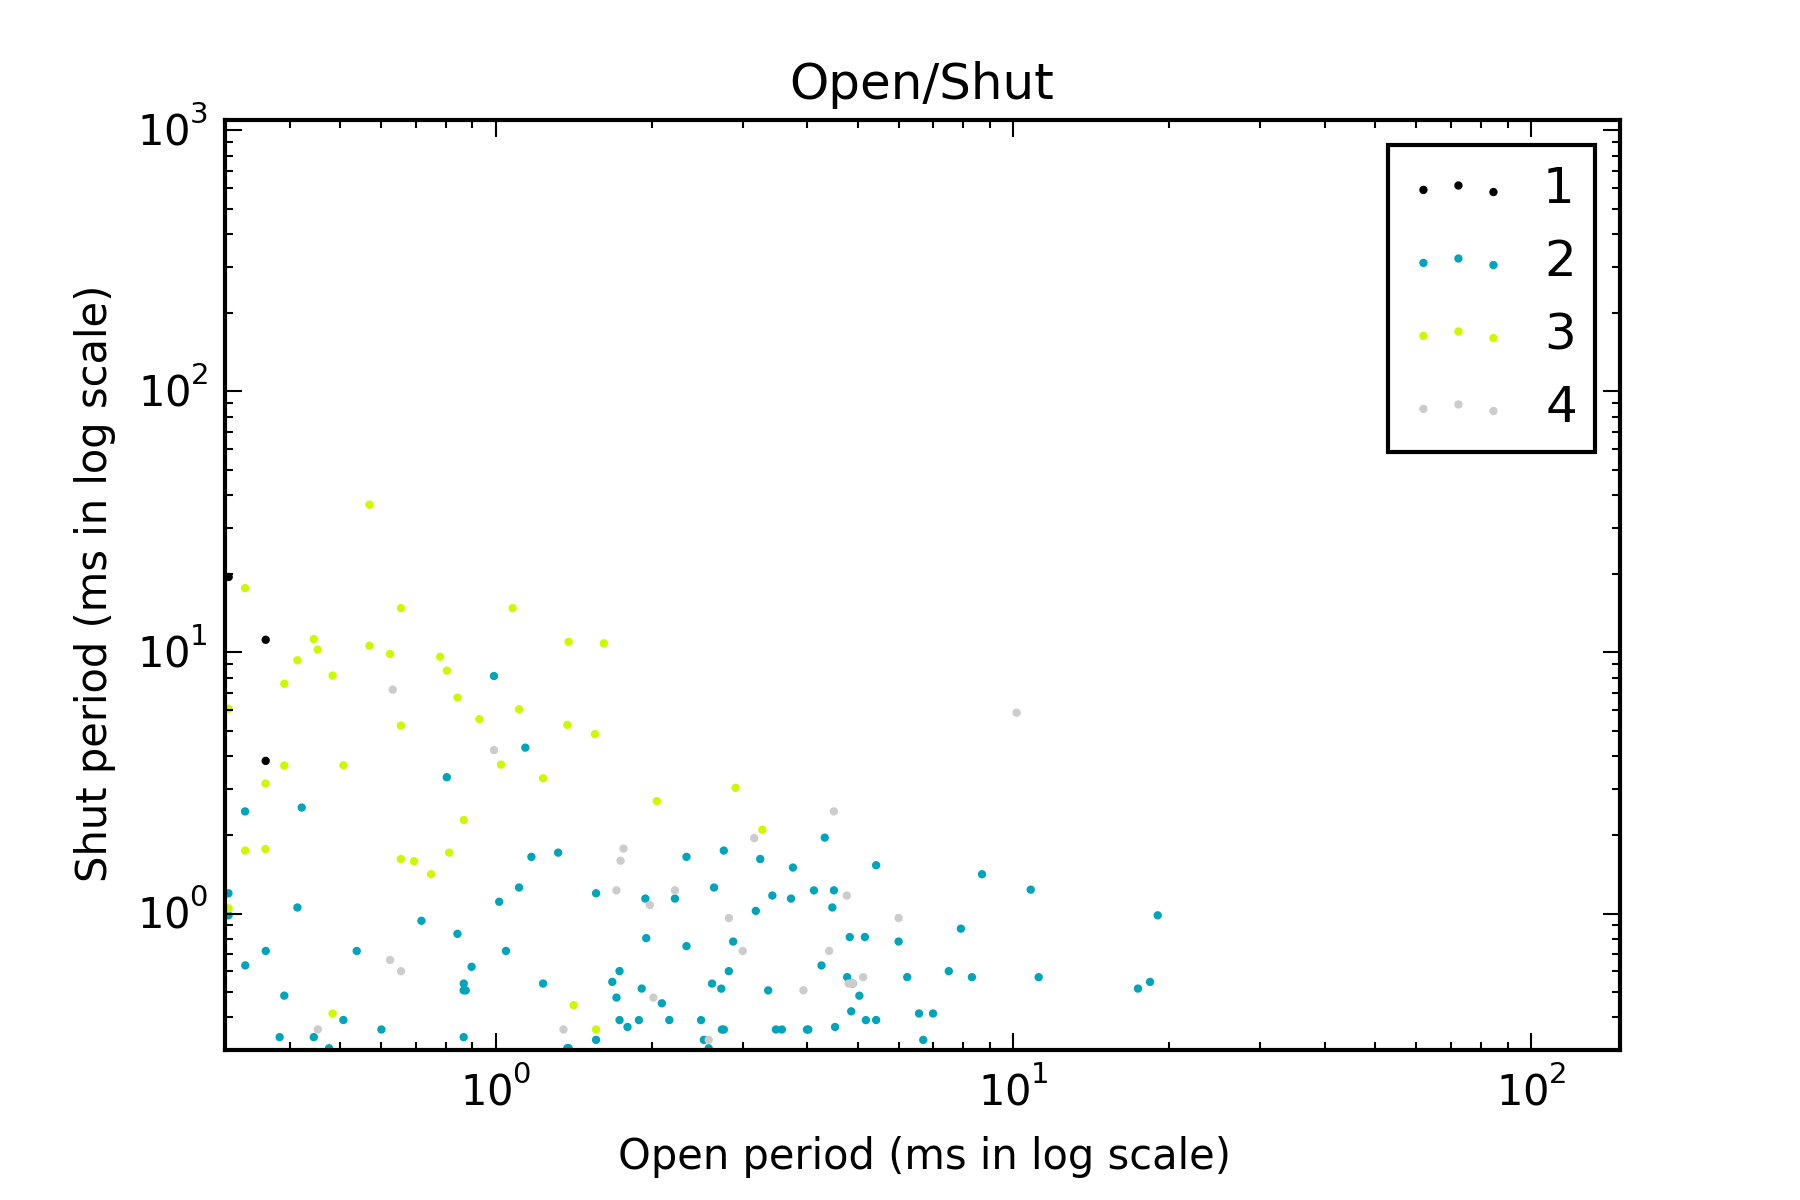 Open/Shut
10³
10²
10¹
10⁰
Shut period (ms in log scale)
1
2
3
4
10⁰ 10¹ 10²
Open period (ms in log scale)